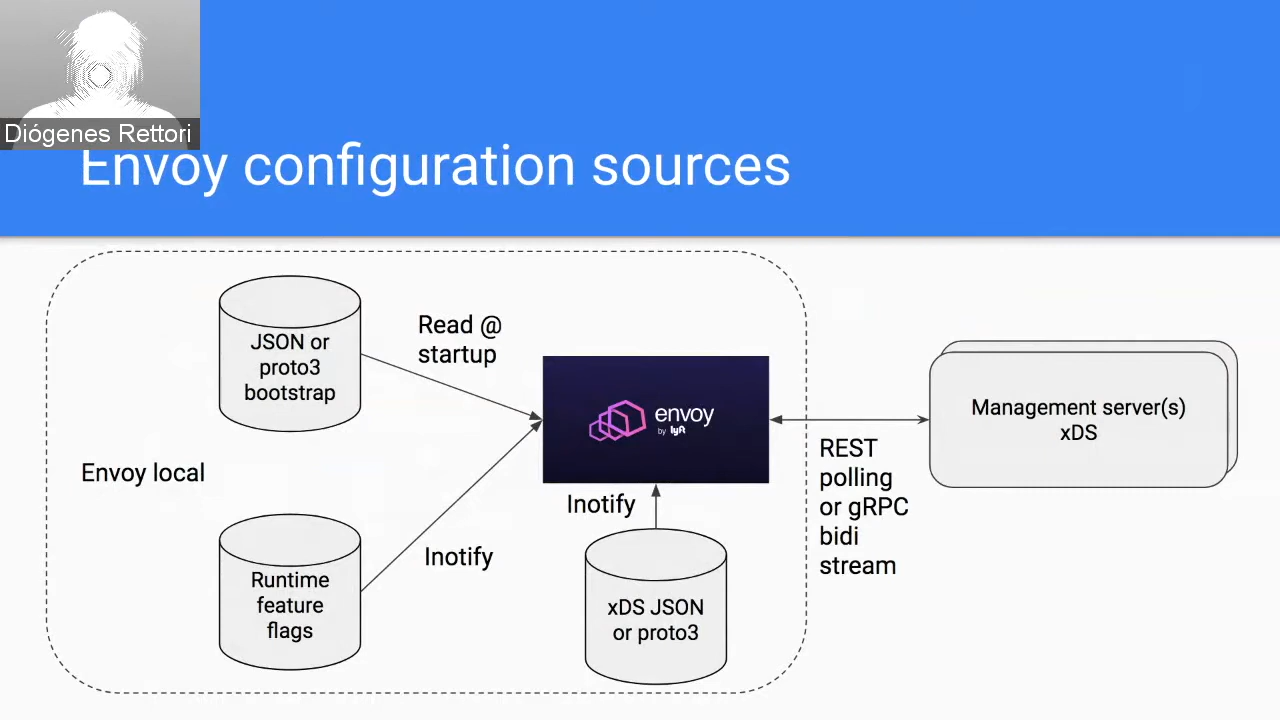 Diógenes Rettori
Envoy configuration sources
JSON or
proto3
bootstrap
Read @
startup
envoy
by lyft
Management server(s)
xDS
REST
polling
or gRPC
bidi
stream
Envoy local
Inotify
Inotify
Runtime
feature
flags
xDS JSON
or proto3